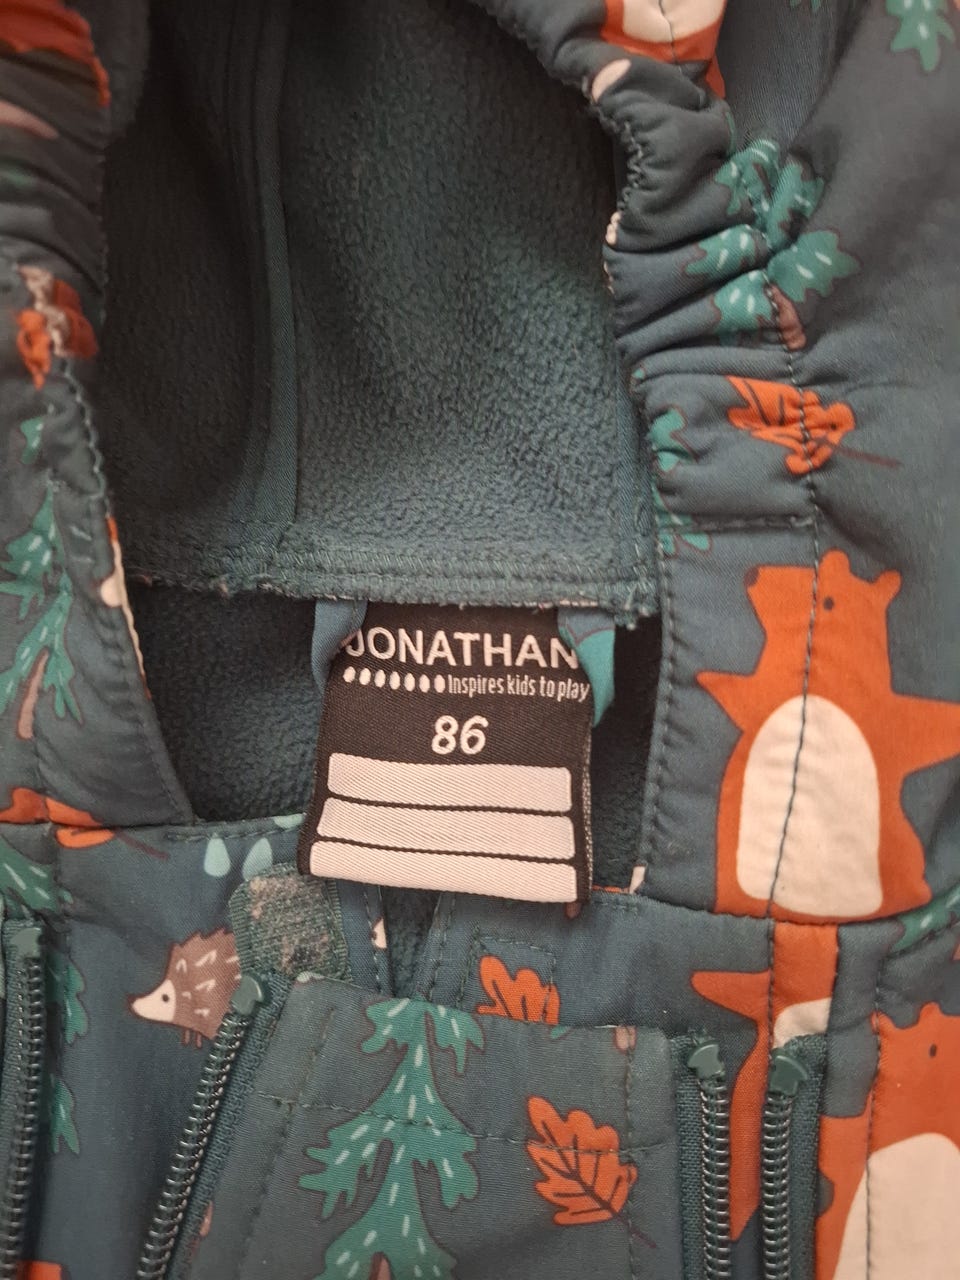 JONATHAN
Inspires kids to play
86